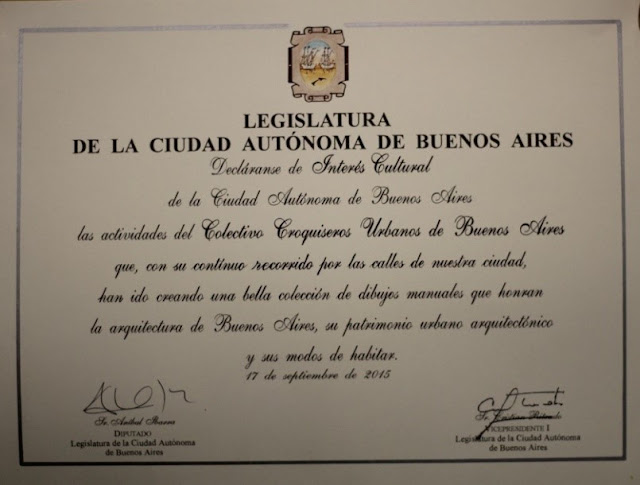 LEGISLATURA
DE LA CIUDAD AUTÓNOMA DE BUENOS AIRES
Decláranse de Interés Cultural
de la Ciudad Autónoma de Buenos Aires
las actividades del Colectivo Croquiseros Urbanos de Buenos Aires
que, con su contínuo recorrido por las calles de nuestra ciudad,
han ido creando una bella colección de dibujos manuales que honran
la arquitectura de Buenos Aires, su patrimonio urbano arquitectónico
y sus modos de habitar.
17 de septiembre de 2015
Sr. Aníbal Ibarra
DIPUTADO
Legislatura de la Ciudad Autónoma
de Buenos Aires
Sr. Cristian
VICEPRESIDENTE I
Legislatura de la Ciudad Autónoma
de Buenos Aires